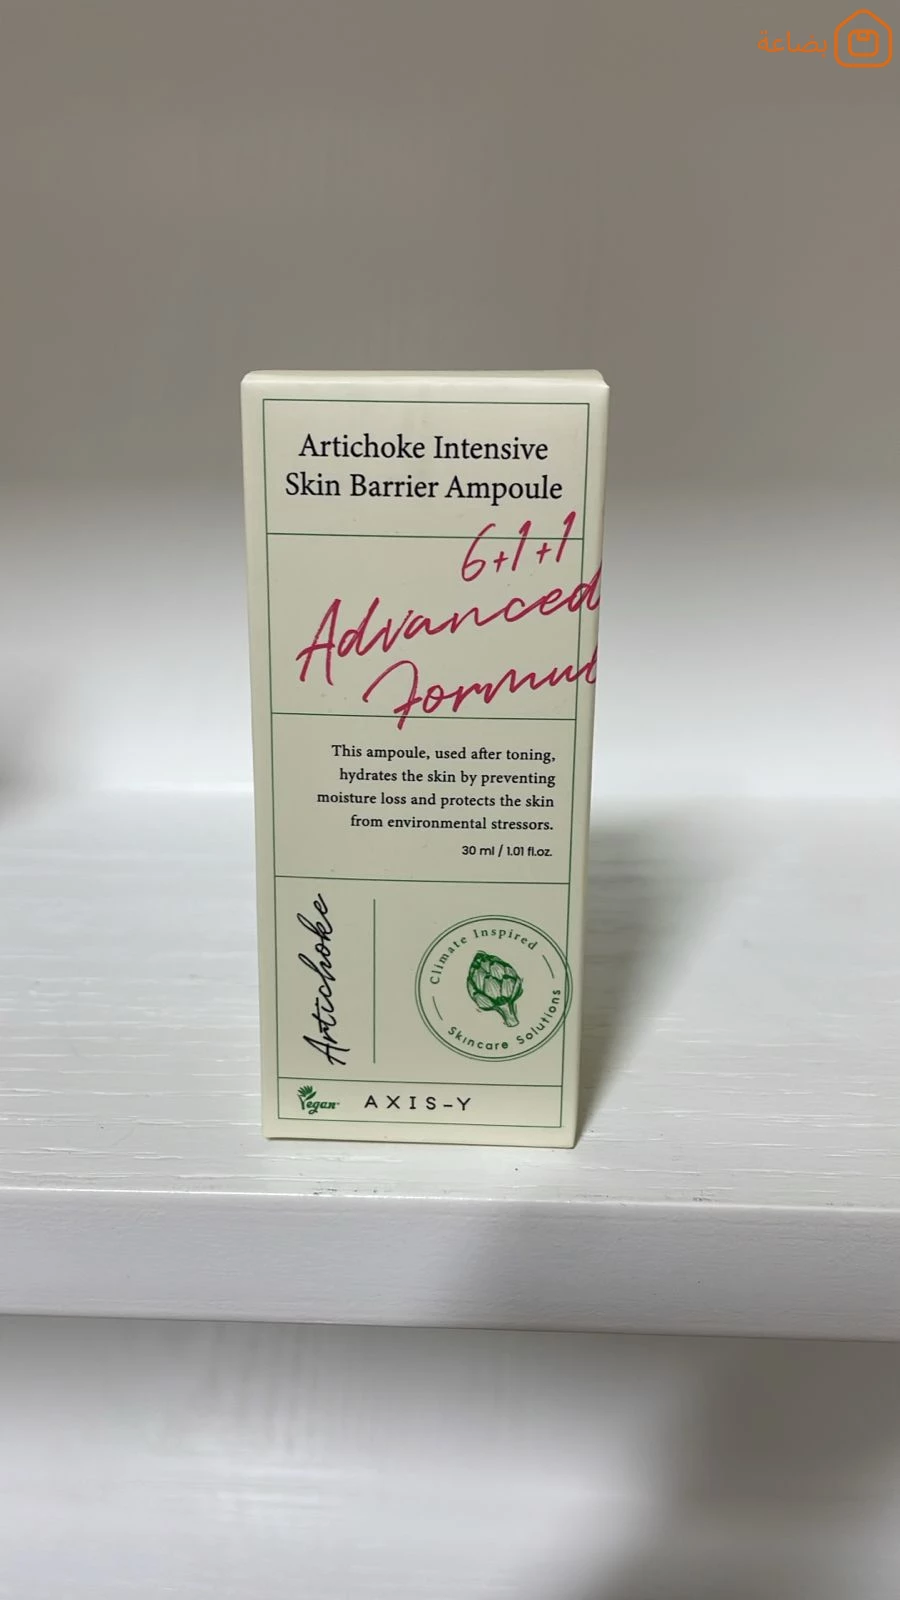 بضاعة
Artichoke Intensive
Skin Barrier Ampoule
6+1+1
Advanced
Formul
This ampoule, used after toning,
hydrates the skin by preventing
moisture loss and protects the skin
from environmental stressors.
30 ml / 1.01 fl.oz.
Artichoke
Climate Inspired
Skincare Solutions
Vegan
AXIS-Y